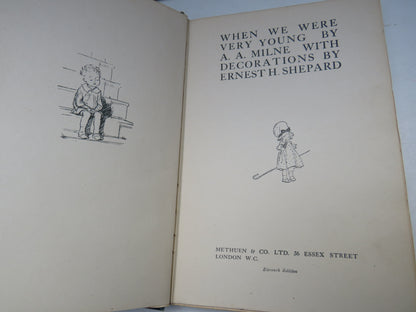 WHEN WE WERE
VERY YOUNG BY
A. A. MILNE WITH
DECORATIONS BY
ERNEST H. SHEPARD
METHUEN & CO. LTD. 36 ESSEX STREET
LONDON W.C.
Eleventh Edition